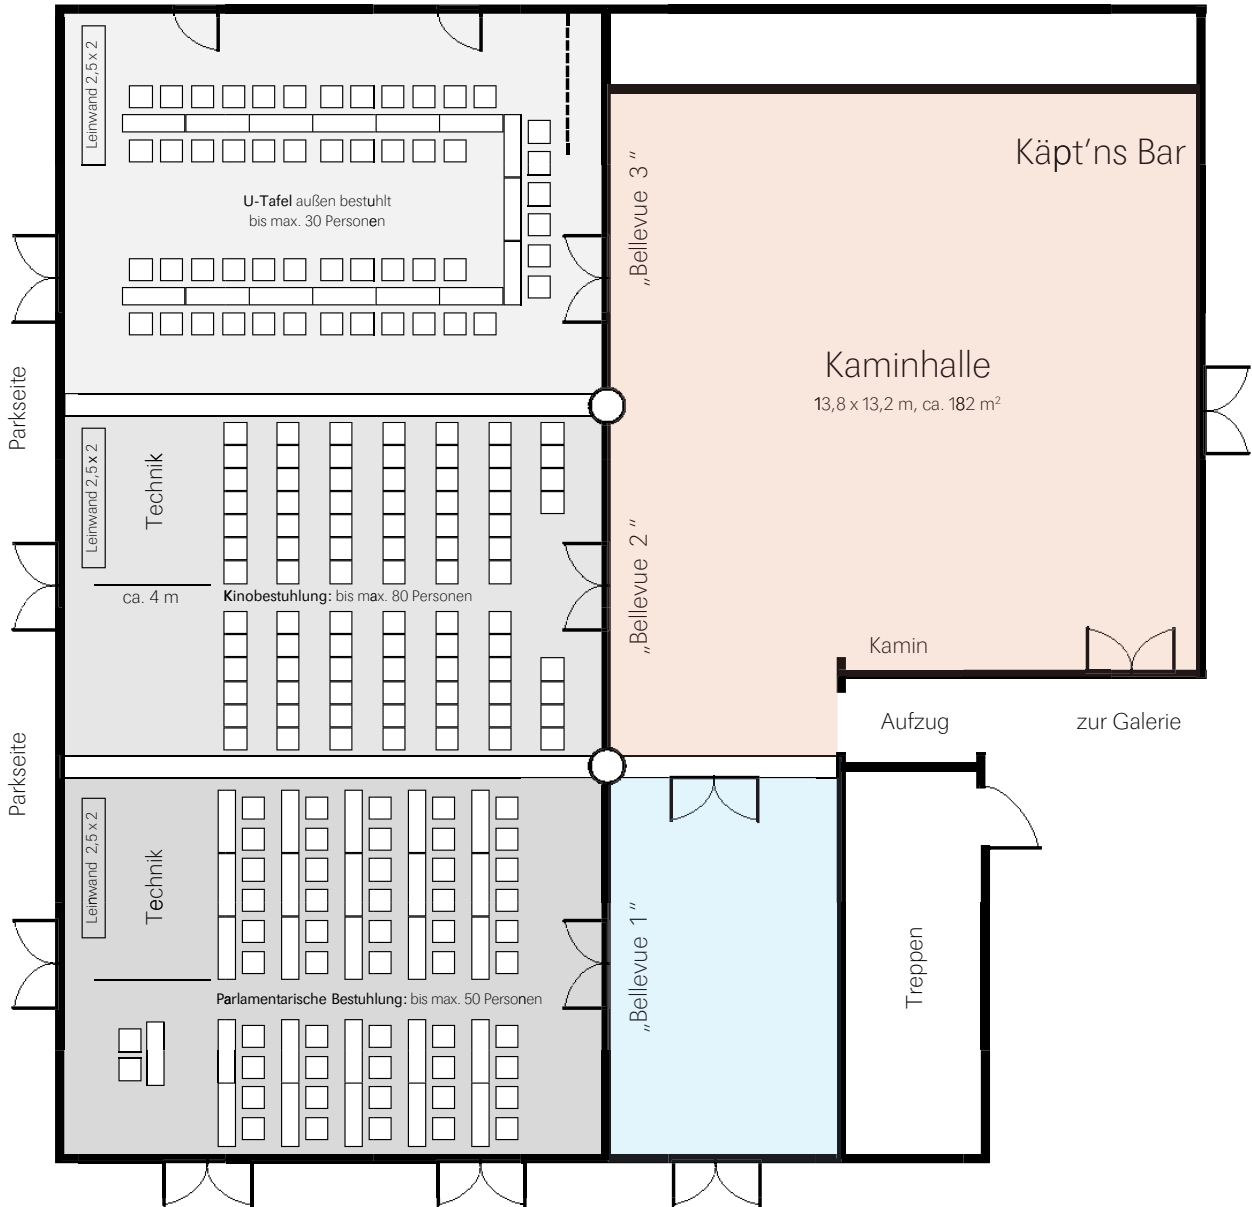 Leinwand 2,5 x 2
U-Tafel außen bestuhlt
bis max. 30 Personen
„Bellevue 3“
Käpt’ns Bar
Kaminhalle
13,8 x 13,2 m, ca. 182 m²
Parkseite
Leinwand 2,5 x 2
Technik
ca. 4 m
Kinobestuhlung: bis max. 80 Personen
„Bellevue 2“
Kamin
Aufzug
zur Galerie
Parkseite
Leinwand 2,5 x 2
Technik
Parlamentarische Bestuhlung: bis max. 50 Personen
„Bellevue 1“
Treppen